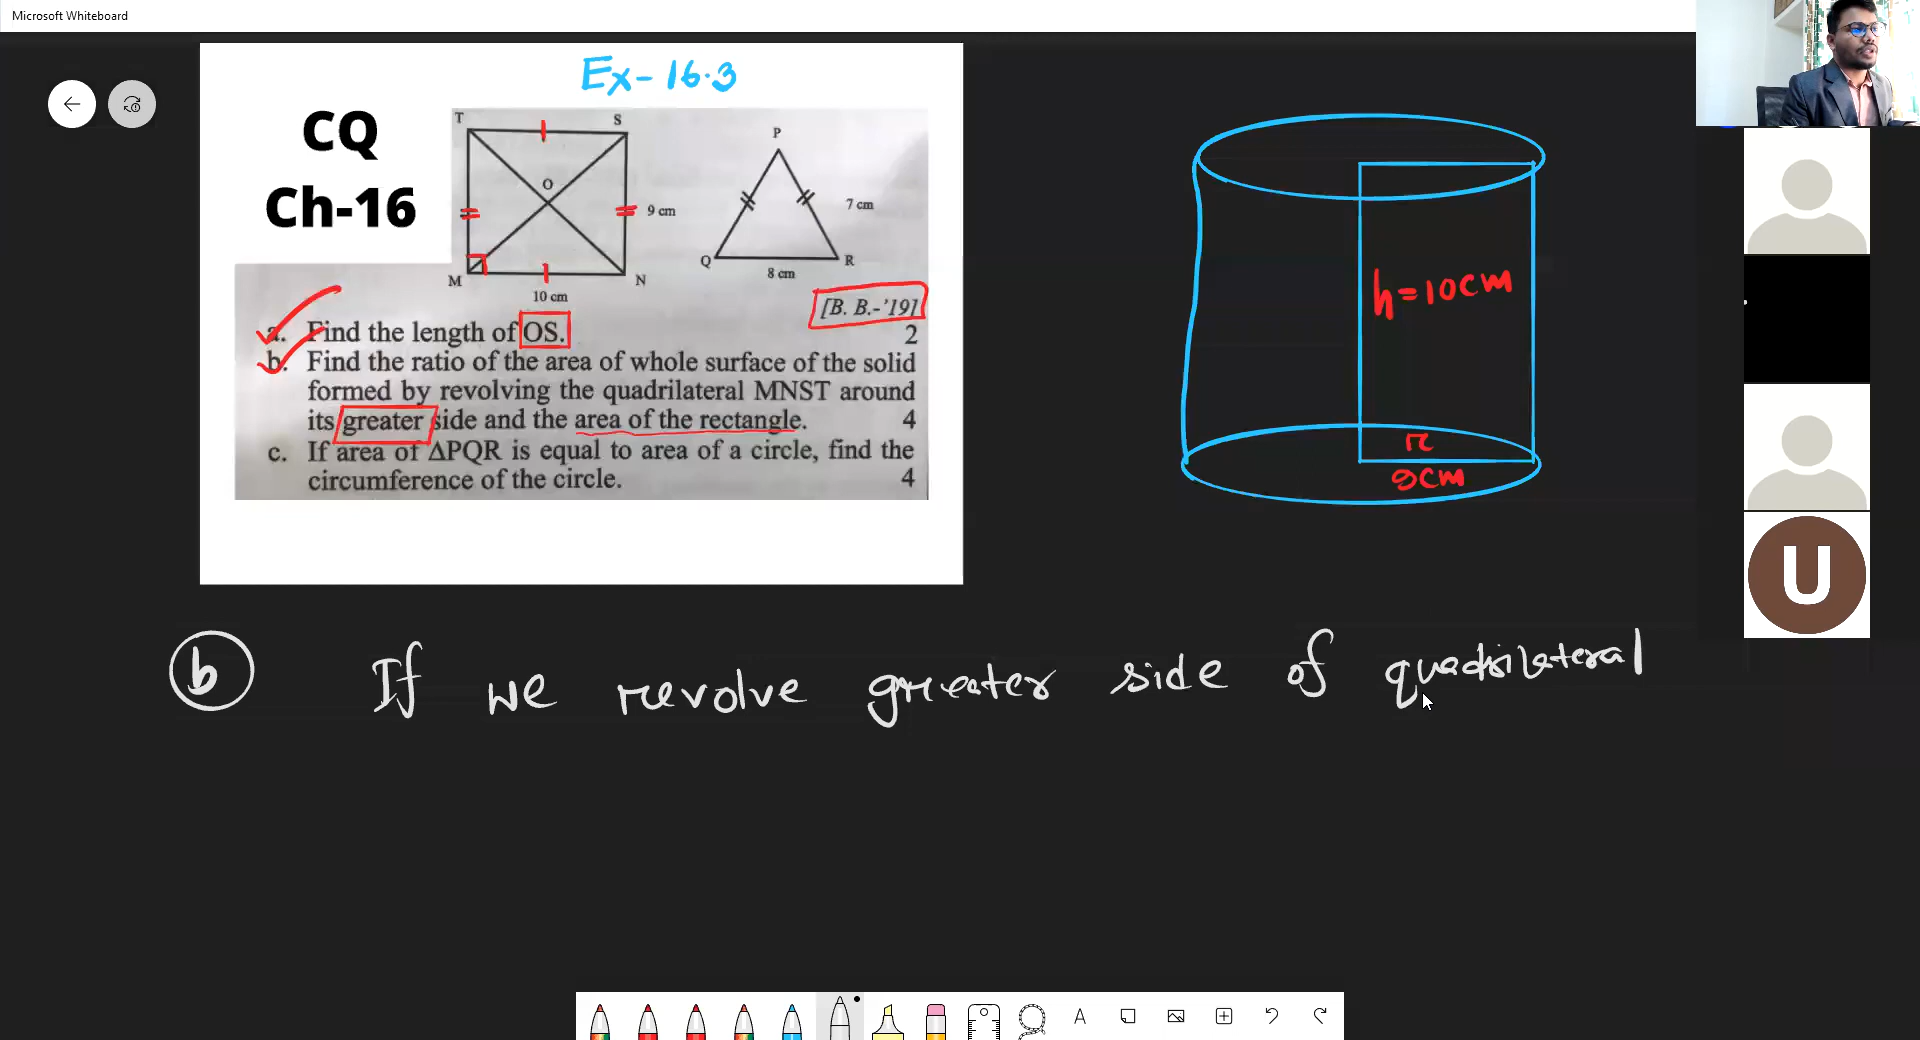 Microsoft Whiteboard
Ex-16.3
CQ
Ch-16
T
S
O
9 cm
M
N
10 cm
P
7 cm
Q
R
8 cm
[B. B.-'19]
a. Find the length of OS. 2
b. Find the ratio of the area of whole surface of the solid
formed by revolving the quadrilateral MNST around
its greater side and the area of the rectangle. 4
c. If area of ΔPQR is equal to area of a circle, find the
circumference of the circle. 4
h=10cm
r
9cm
U
b If we revolve greater side of quadrilateral
A